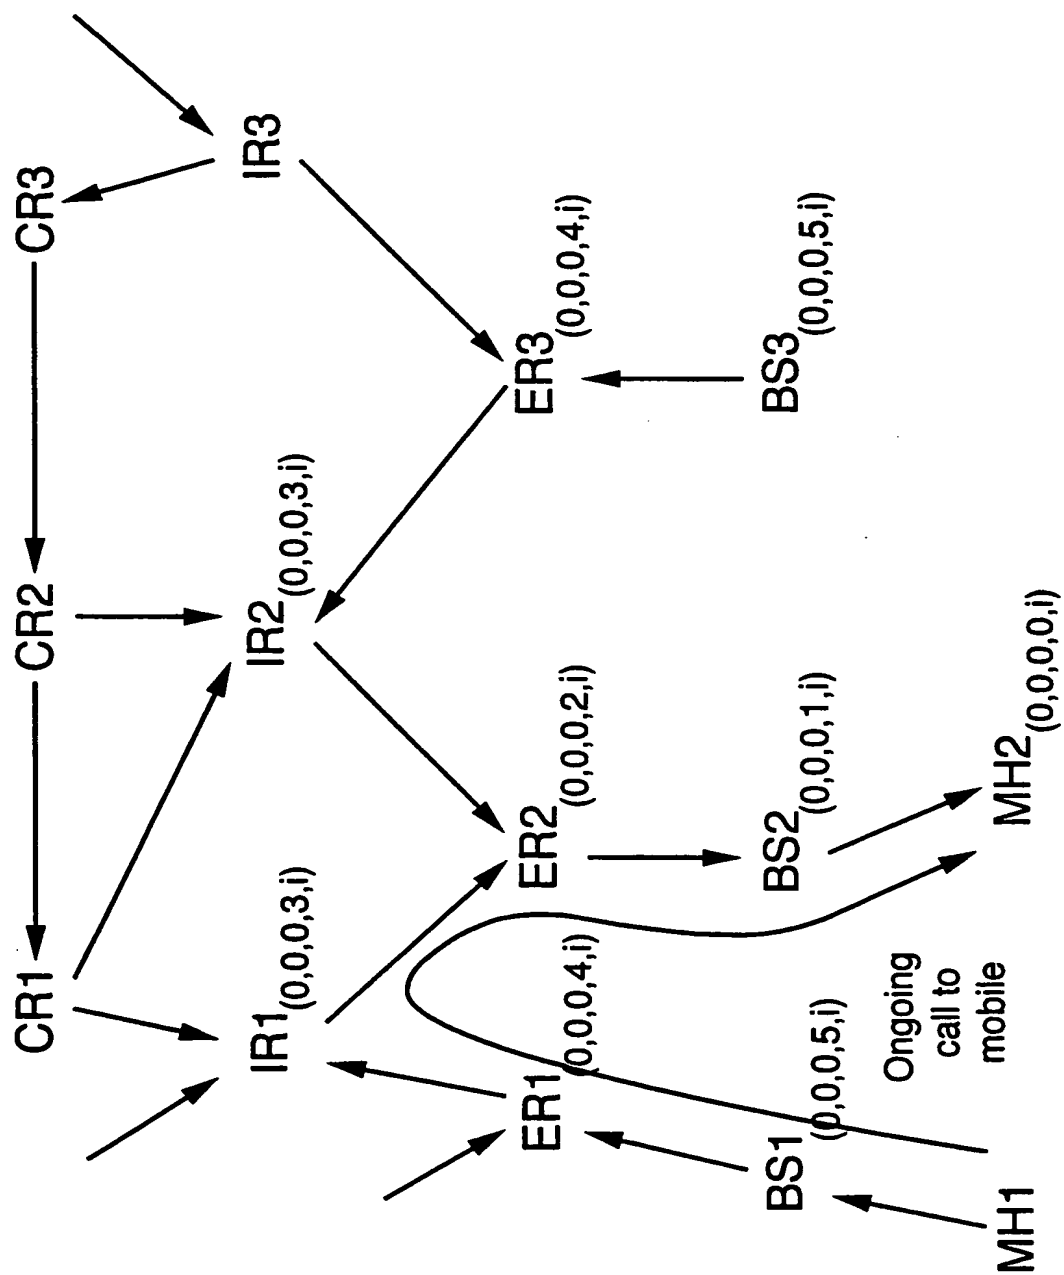 CR1
CR2
CR3
IR1(0,0,0,3,i)
IR2(0,0,0,3,i)
IR3
ER1(0,0,0,4,i)
ER2(0,0,0,2,i)
ER3(0,0,0,4,i)
BS1(0,0,0,5,i)
BS2(0,0,0,1,i)
BS3(0,0,0,5,i)
Ongoing
call to
mobile
MH1
MH2(0,0,0,0,i)